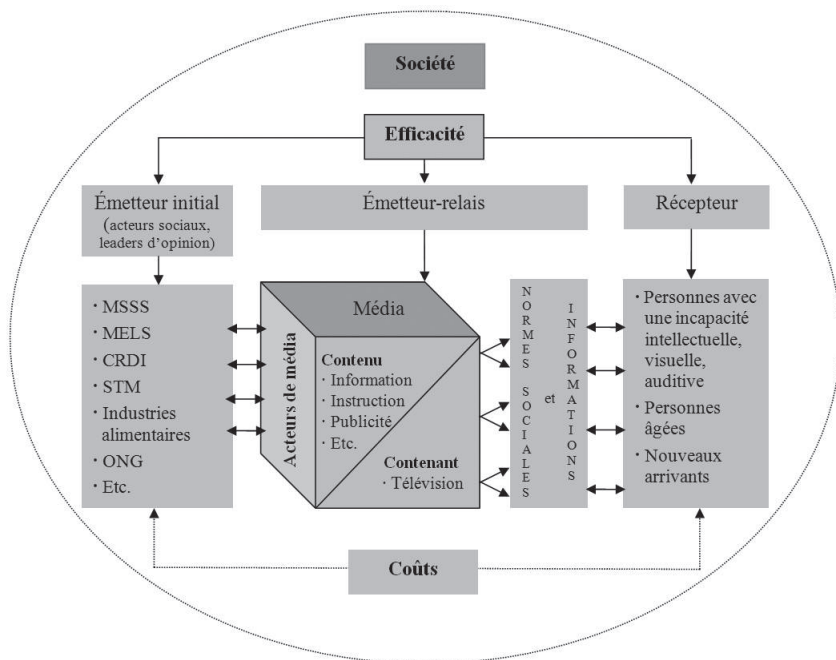 Société
Efficacité
Émetteur initial
(acteurs sociaux,
leaders d’opinion)
Émetteur-relais
Récepteur
· MSSS
· MELS
· CRDI
· STM
· Industries
alimentaires
· ONG
· Etc.
Média
Acteurs de média
Contenu
· Information
· Instruction
· Publicité
· Etc.
Contenant
· Télévision
NORMES SOCIALES
et
INFORMATIONS
· Personnes avec
une incapacité
intellectuelle,
visuelle,
auditive
· Personnes
âgées
· Nouveaux
arrivants
Coûts